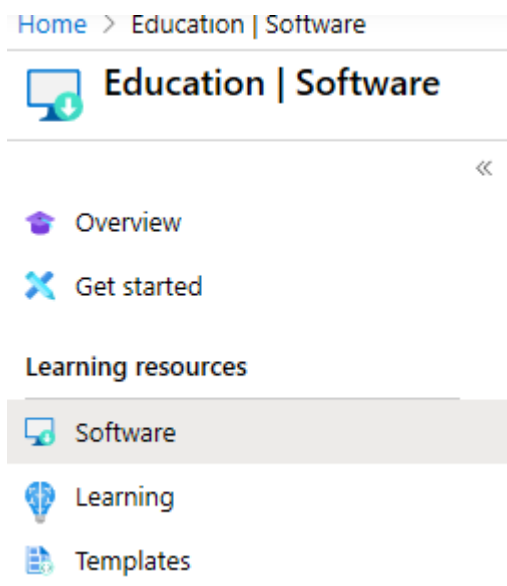 Home > Education | Software
Education | Software
«
Overview
Get started
Learning resources
Software
Learning
Templates